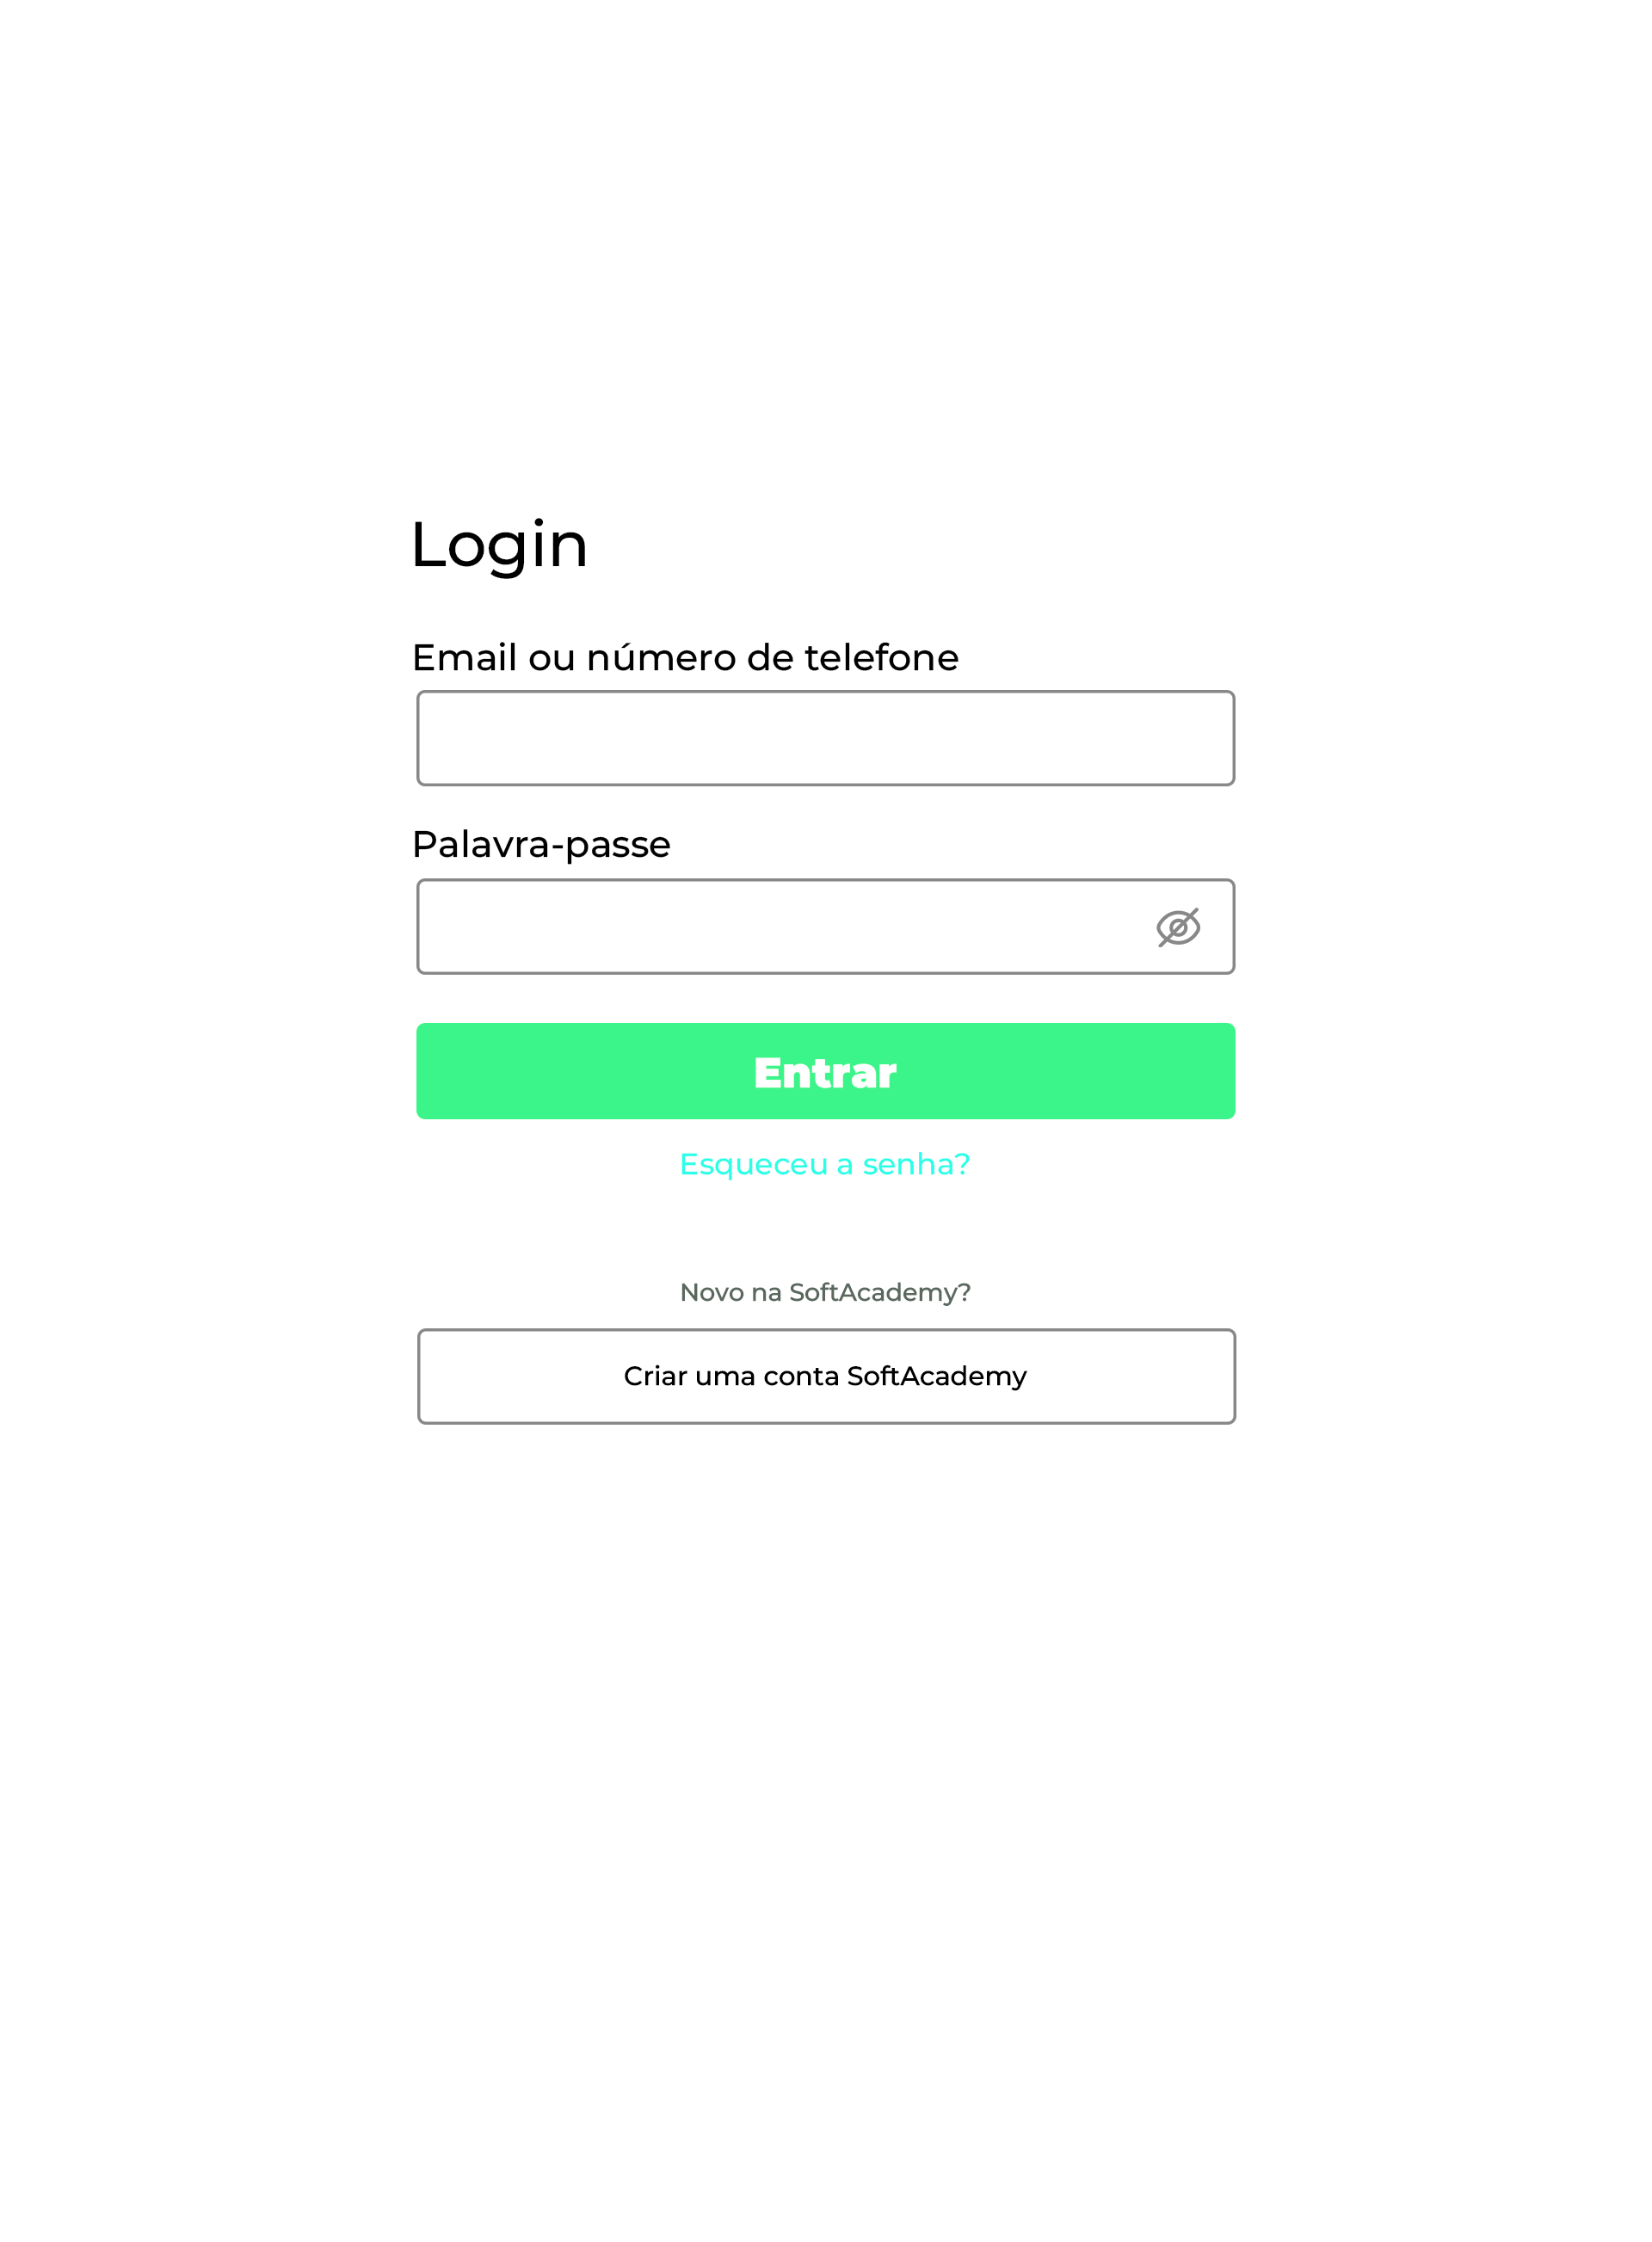 Login
Email ou número de telefone
Palavra-passe
Entrar
Esqueceu a senha?
Novo na SoftAcademy?
Criar uma conta SoftAcademy